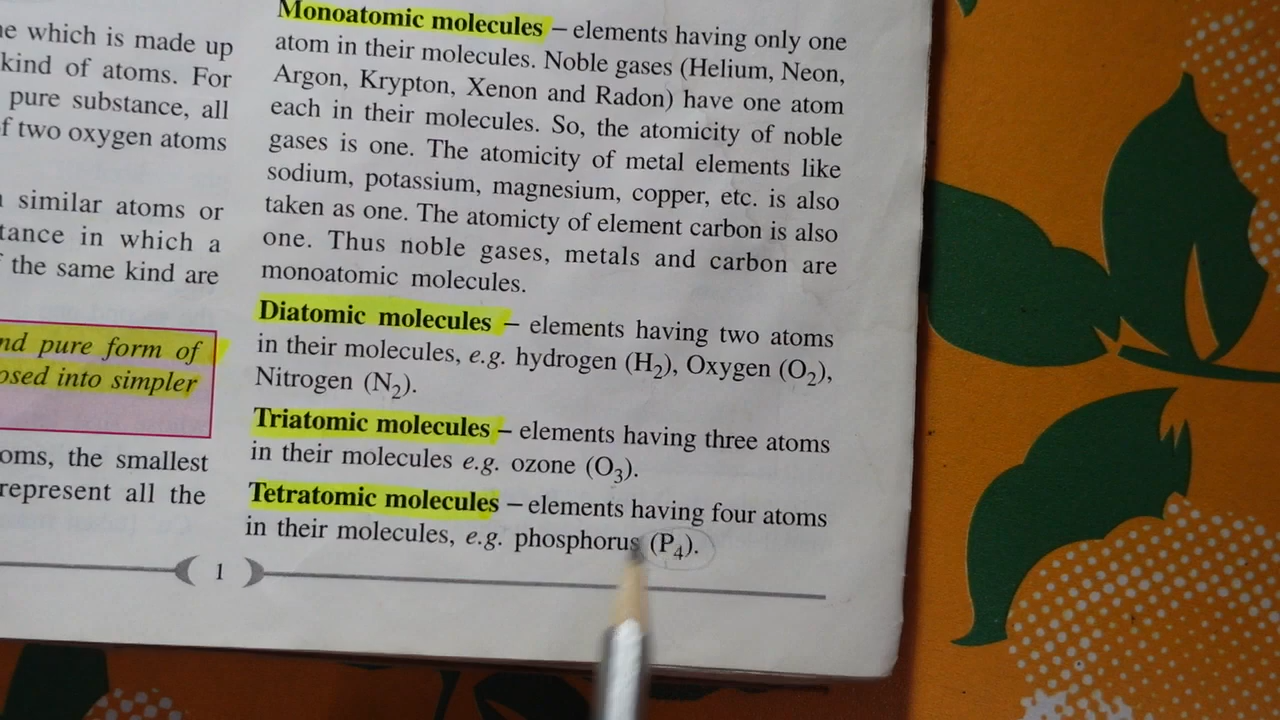 e which is made up
kind of atoms. For
pure substance, all
f two oxygen atoms
similar atoms or
tance in which a
the same kind are
nd pure form of
osed into simpler
oms, the smallest
represent all the
Monoatomic molecules – elements having only one
atom in their molecules. Noble gases (Helium, Neon,
Argon, Krypton, Xenon and Radon) have one atom
each in their molecules. So, the atomicity of noble
gases is one. The atomicity of metal elements like
sodium, potassium, magnesium, copper, etc. is also
taken as one. The atomicty of element carbon is also
one. Thus noble gases, metals and carbon are
monoatomic molecules.
Diatomic molecules – elements having two atoms
in their molecules, e.g. hydrogen (H₂), Oxygen (O₂),
Nitrogen (N₂).
Triatomic molecules – elements having three atoms
in their molecules e.g. ozone (O₃).
Tetratomic molecules – elements having four atoms
in their molecules, e.g. phosphorus (P₄).
1